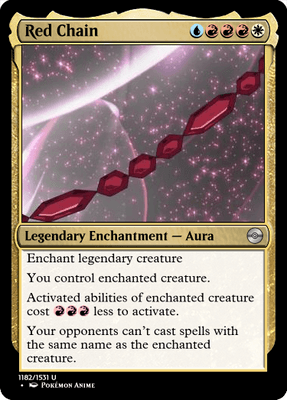 Red Chain
Legendary Enchantment — Aura
Enchant legendary creature
You control enchanted creature.
Activated abilities of enchanted creature
cost less to activate.
Your opponents can't cast spells with
the same name as the enchanted
creature.
1182/1531 U
• Pokémon Anime